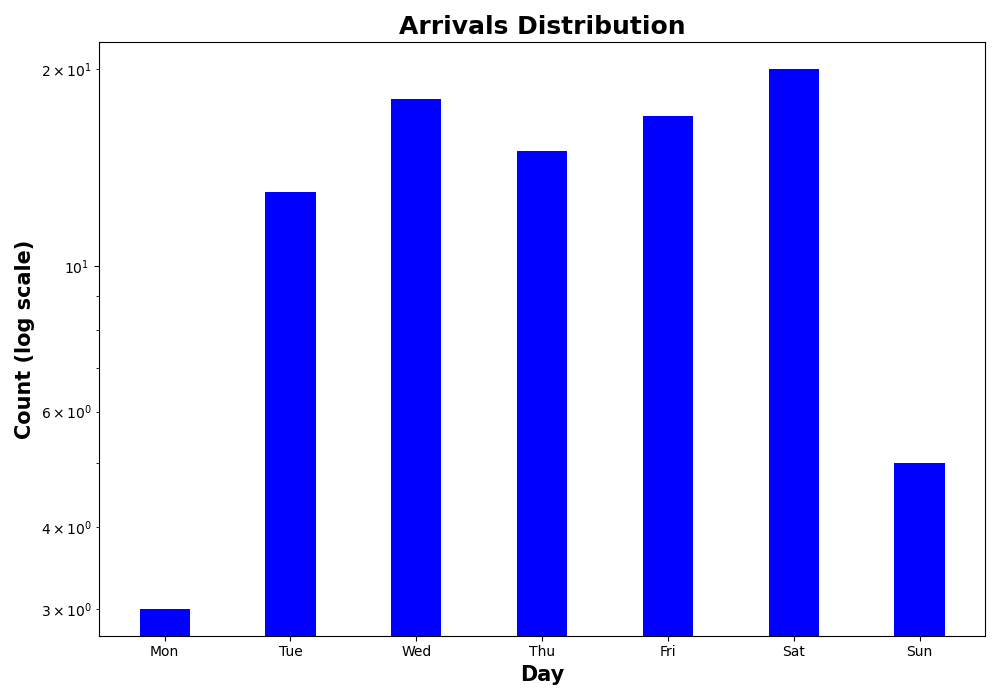 Arrivals Distribution
Count (log scale)
2 × 10¹
10¹
6 × 10⁰
4 × 10⁰
3 × 10⁰
Mon Tue Wed Thu Fri Sat Sun
Day